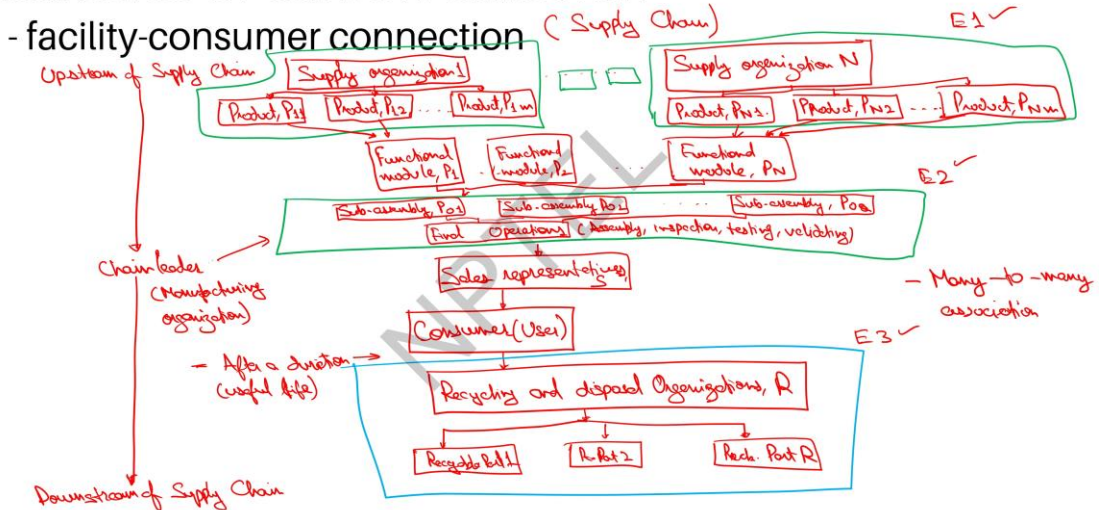 - facility-consumer connection (Supply Chain)
E1
Upstream of Supply Chain
Supply organization 1
Supply organization N
Product, P11 Product, P12 .... Product, P1m
Product, PN1. Product, PN2 .... Product, PNm
Functional module, P1
Functional module, P2
....
Functional module, PN
E2
Sub-assembly, P01 Sub-assembly P02 .... Sub-assembly, P0
Final Operations (Assembly, inspection, testing, validating)
Chain leader
(Manufacturing
organization)
Sales representatives
- Many-to-many
association
Consumer (User)
E3
- After a duration
(useful life)
Recycling and disposal Organizations, R
Recyclable Part 1 R. Part 2 Part R
Downstream of Supply Chain
NPTEL